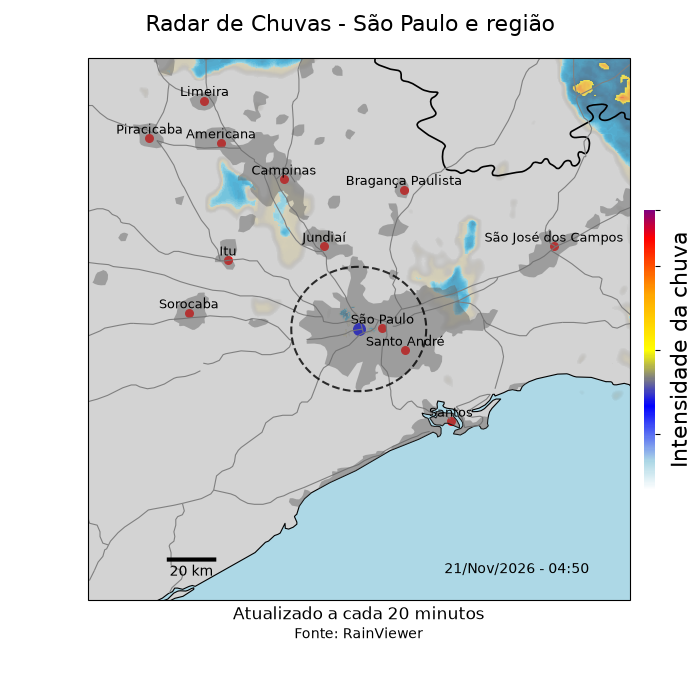 Radar de Chuvas - São Paulo e região
Limeira
Piracicaba
Americana
Campinas
Bragança Paulista
Jundiaí
São José dos Campos
Itu
Sorocaba
São Paulo
Santo André
Santos
20 km
21/Nov/2026 - 04:50
Intensidade da chuva
Atualizado a cada 20 minutos
Fonte: RainViewer